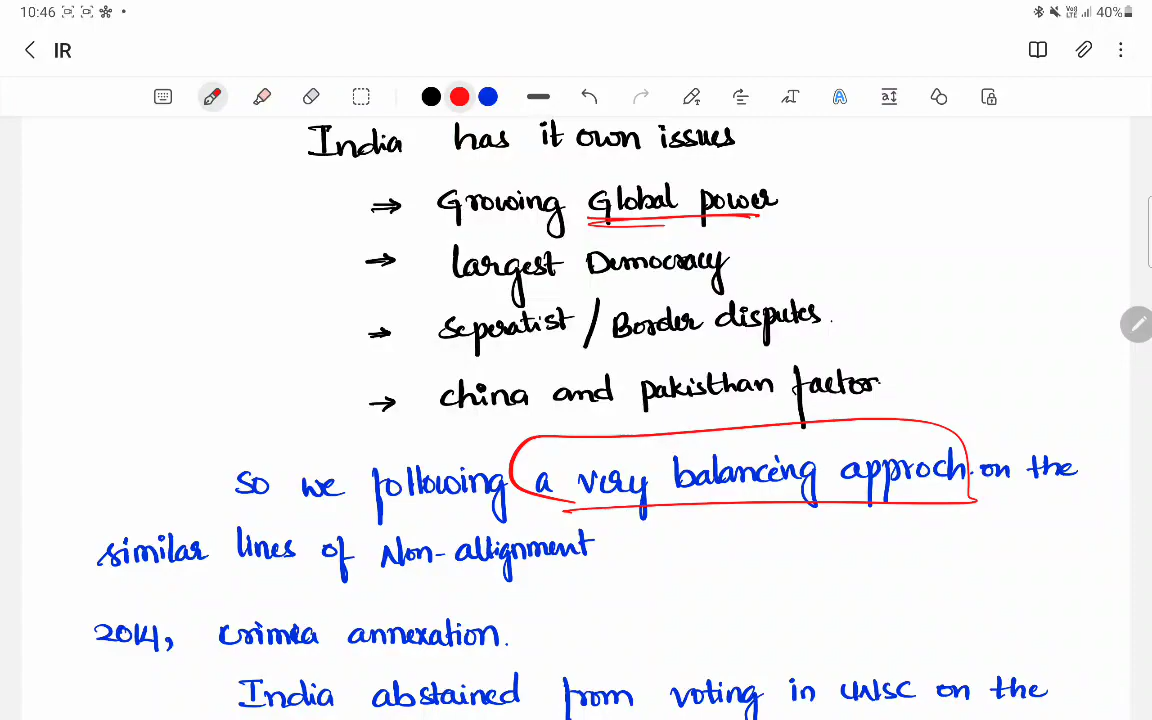 10:46
40%
IR
India has it own issues
⇒ Growing Global power
→ largest Democracy
→ seperatist / Border disputes.
→ china and pakisthan factor
so we following a very balancing approch on the
similar lines of Non-allignment
2014, crimea annexation.
India abstained from voting in UNSC on the